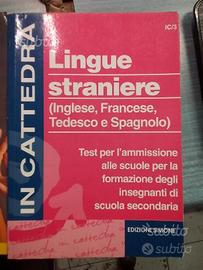 IC/3
IN CATTEDRA
Lingue
straniere
(Inglese, Francese,
Tedesco e Spagnolo)
Test per l'ammissione
alle scuole per la
formazione degli
insegnanti di
scuola secondaria
EDIZIONI SIMONE
subito
subito